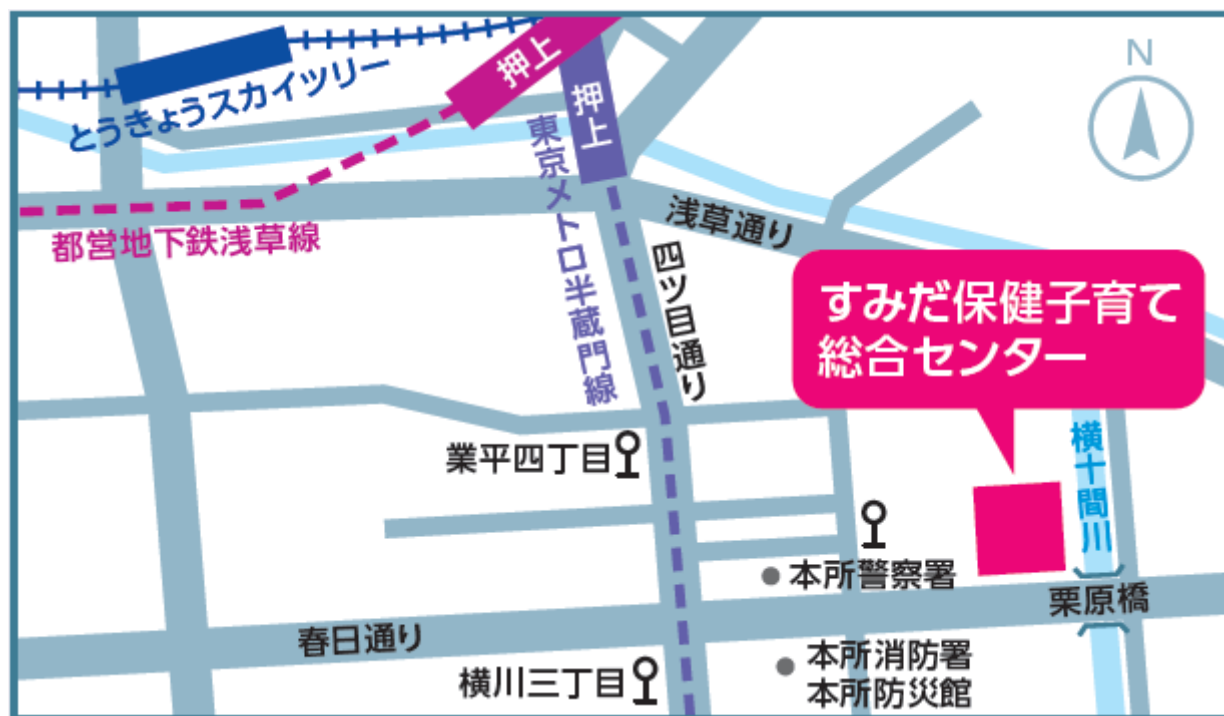 N
押上
押上
とうきょうスカイツリー
東京メトロ半蔵門線
浅草通り
都営地下鉄浅草線
四ツ目通り
すみだ保健子育て
総合センター
業平四丁目
横十間川
本所警察署
栗原橋
春日通り
本所消防署
本所防災館
横川三丁目